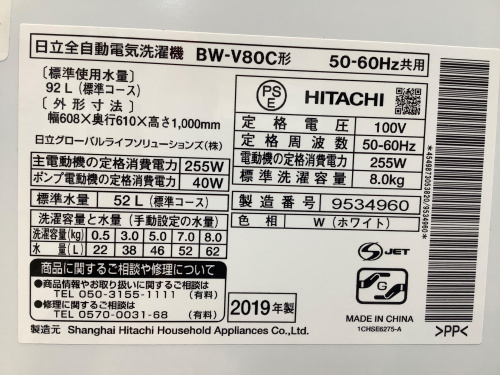 日立全自動電気洗濯機 BW-V80C形 50-60Hz共用
〔標準使用水量〕
92 L (標準コース)
〔外形寸法〕
幅608×奥行610×高さ1,000mm
日立グローバルライフソリューションズ(株)
主電動機の定格消費電力 255W
ポンプ電動機の定格消費電力 40W
標準水量 52 L (標準コース)
洗濯容量と水量 (手動設定の水量)
洗濯容量(kg) 0.5 3.0 5.0 7.0 8.0
水量(L) 22 38 46 52 62
商品に関するご相談や修理について
●商品情報やお取り扱いに関するご相談
TEL 050-3155-1111 (有料)
●修理に関するご相談
TEL 0570-0031-68 (有料)
2019年製
製造元 Shanghai Hitachi Household Appliances Co.,Ltd.
PS
E
HITACHI
定格電圧 100V
定格周波数 50-60Hz
電動機の定格消費電力 255W
標準洗濯容量 8.0kg
製造番号 9534960
色相 W (ホワイト)
S JET
G
MADE IN CHINA
1CHSE6275-A
*4549873053820/9534960*
>PP<